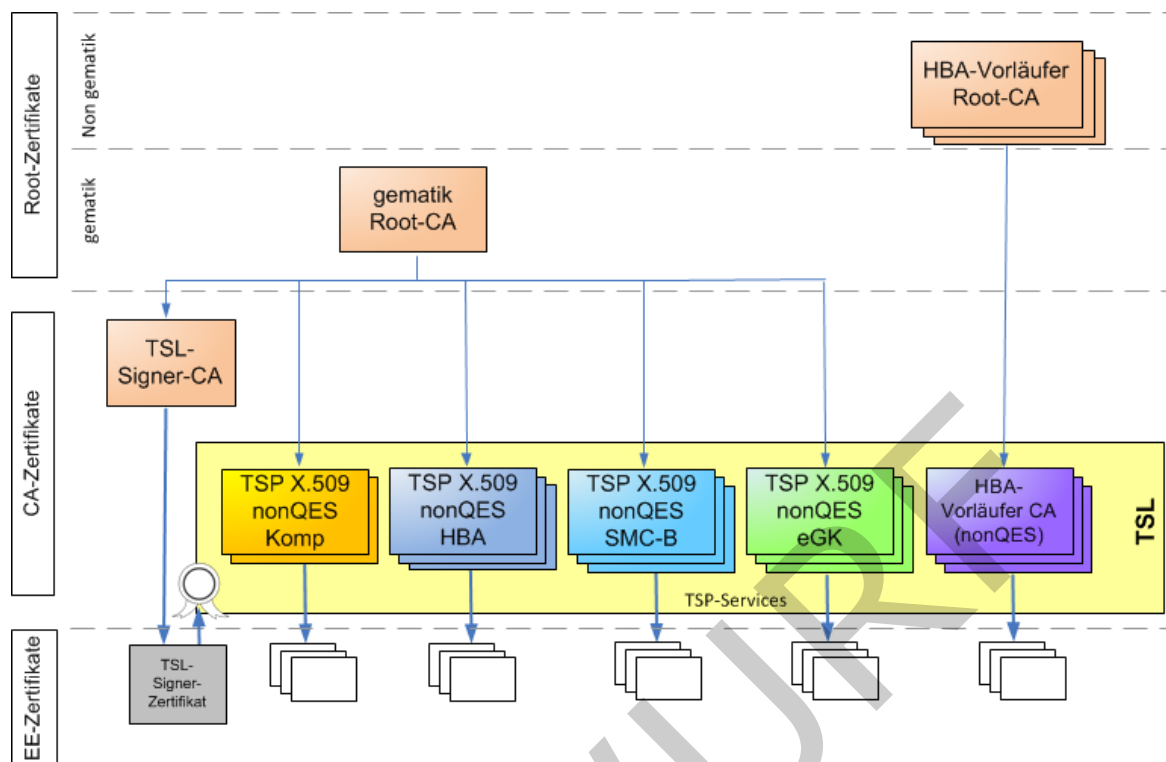 Root-Zertifikate
Non gematik
HBA-Vorläufer
Root-CA
gematik
gematik
Root-CA
CA-Zertifikate
TSL-
Signer-CA
TSP X.509
nonQES
Komp
TSP X.509
nonQES
HBA
TSP X.509
nonQES
SMC-B
TSP X.509
nonQES
eGK
HBA-
Vorläufer CA
(nonQES)
TSL
TSP-Services
EE-Zertifikate
TSL-
Signer-
Zertifikat